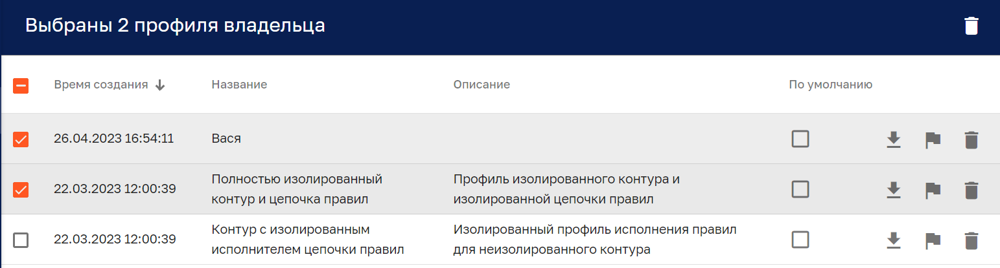 Выбраны 2 профиля владельца
Время создания Название Описание По умолчанию
26.04.2023 16:54:11 Вася
22.03.2023 12:00:39 Полностью изолированный контур и цепочка правил Профиль изолированного контура и изолированной цепочки правил
22.03.2023 12:00:39 Контур с изолированным исполнителем цепочки правил Изолированный профиль исполнения правил для неизолированного контура